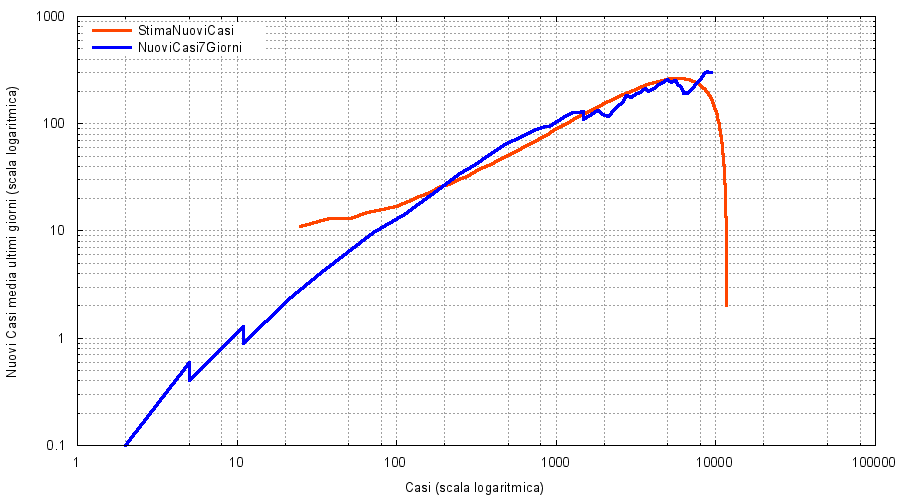 1000
StimaNuoviCasi
NuoviCasi7Giorni
100
10
1
0.1
Nuovi Casi media ultimi giorni (scala logaritmica)
1 10 100 1000 10000 100000
Casi (scala logaritmica)